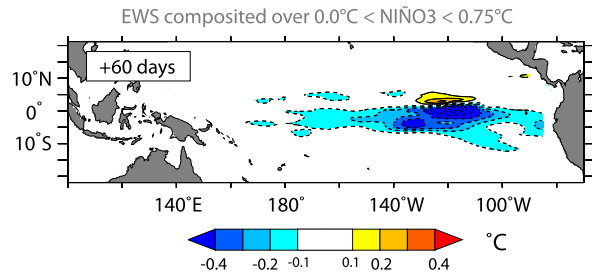 EWS composited over 0.0°C < NIÑO3 < 0.75°C
+60 days
10°N
0°
10°S
140°E 180° 140°W 100°W
-0.4 -0.2 -0.1 0.1 0.2 0.4
°C